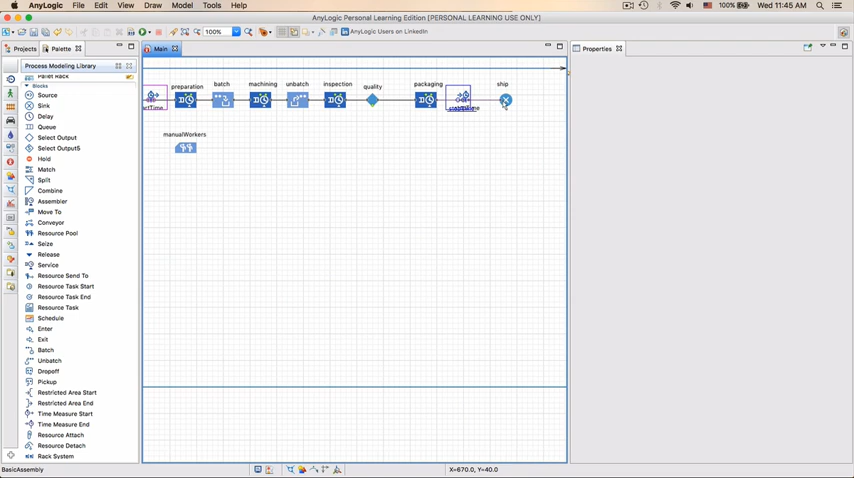 AnyLogic File Edit View Draw Model Tools Help 100% Wed 11:45 AM
AnyLogic Personal Learning Edition [PERSONAL LEARNING USE ONLY]
100% AnyLogic Users on LinkedIn
Projects Palette Main Properties
Process Modeling Library
Pallet Rack
Blocks
Source
Sink
Delay
Queue
Select Output
Select Output5
Hold
Match
Split
Combine
Assembler
Move To
Conveyor
Resource Pool
Seize
Release
Service
Resource Send To
Resource Task Start
Resource Task End
Resource Task
Schedule
Enter
Exit
Batch
Unbatch
Dropoff
Pickup
Restricted Area Start
Restricted Area End
Time Measure Start
Time Measure End
Resource Attach
Resource Detach
Rack System
preparation batch machining unbatch inspection quality packaging ship
artTime
manualWorkers
BasicAssembly X=670.0, Y=40.0